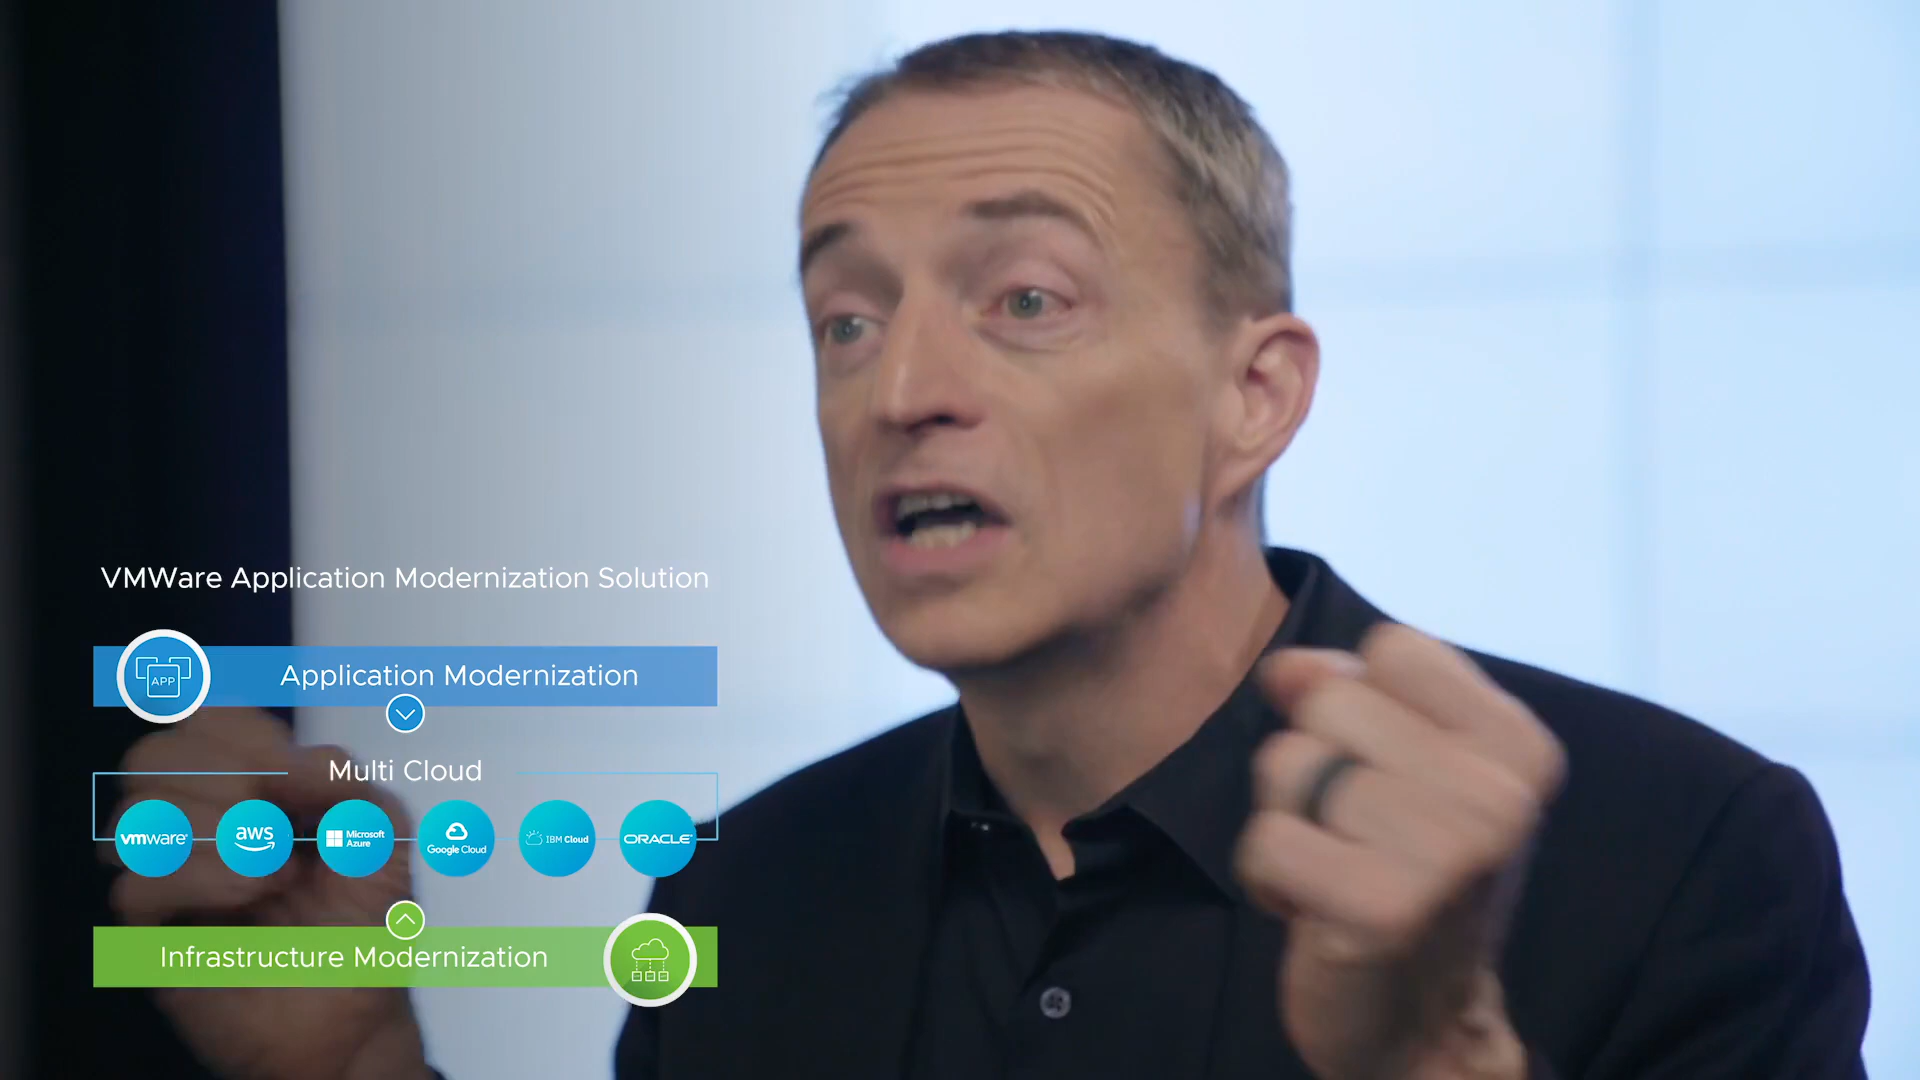 VMWare Application Modernization Solution
APP
Application Modernization
Multi Cloud
vmware
aws
Microsoft
Azure
Google Cloud
IBM Cloud
ORACLE
Infrastructure Modernization